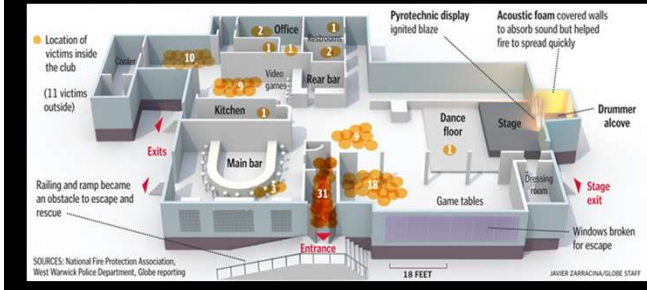 Location of
victims inside
the club
(11 victims
outside)
Pyrotechnic display
ignited blaze
Acoustic foam covered walls
to absorb sound but helped
fire to spread quickly
Office
2
1
1
1
Restrooms
2
Cooler
10
Video
games
9
Rear bar
Kitchen
1
Exits
Main bar
3
31
9
18
Dance
floor
1
Stage
Drummer
alcove
Dressing
room
Stage
exit
Game tables
Railing and ramp became
an obstacle to escape and
rescue
Entrance
Windows broken
for escape
SOURCES: National Fire Protection Association,
West Warwick Police Department, Globe reporting
18 FEET
JAVIER ZARRACINA/GLOBE STAFF